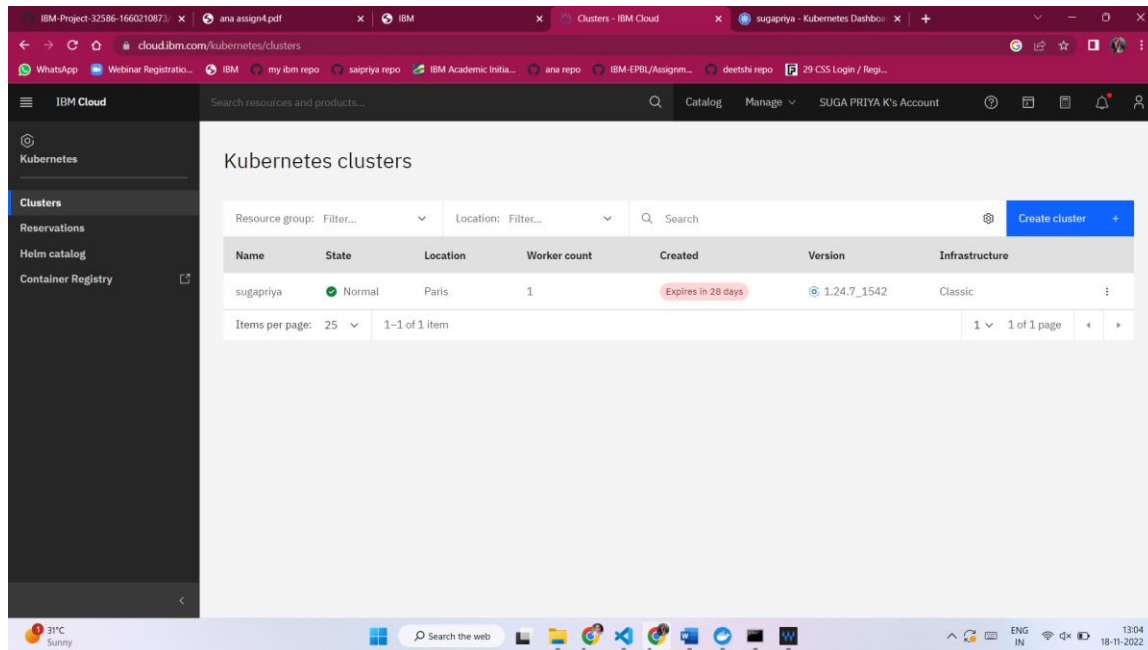 IBM-Project-32586-1660210873/
ana assign4.pdf
IBM
Clusters - IBM Cloud
sugapriya - Kubernetes Dashboar
cloud.ibm.com/kubernetes/clusters
WhatsApp Webinar Registratio... IBM my ibm repo saipriya repo IBM Academic Initia... ana repo IBM-EPBL/Assignm... deetshi repo 29 CSS Login / Regi...
IBM Cloud Search resources and products... Catalog Manage SUGA PRIYA K's Account
Kubernetes
Clusters
Reservations
Helm catalog
Container Registry
Kubernetes clusters
Resource group: Filter... Location: Filter... Search Create cluster +
Name State Location Worker count Created Version Infrastructure
sugapriya Normal Paris 1 Expires in 28 days 1.24.7_1542 Classic
Items per page: 25 1–1 of 1 item 1 1 of 1 page
1 31°C
Sunny
Search the web
ENG
IN
13:04
18-11-2022